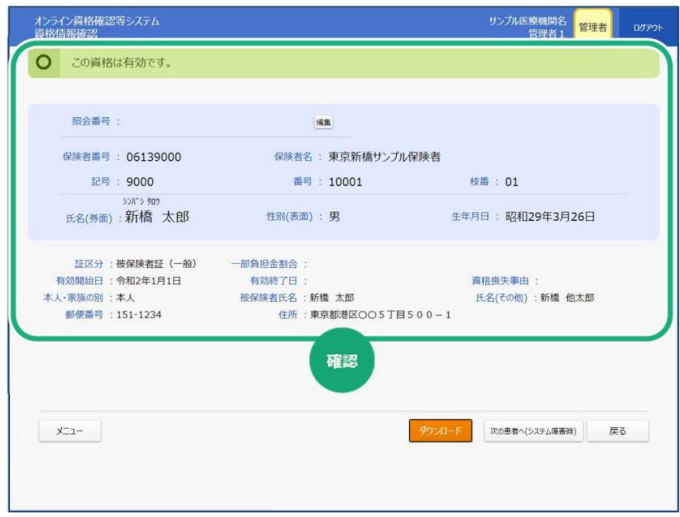 オンライン資格確認等システム
資格情報確認
サンプル医療機関名
管理者1
管理者
ログアウト
この資格は有効です。
照会番号 :
編集
保険者番号 : 06139000 保険者名 : 東京新橋サンプル保険者
記号 : 9000 番号 : 10001 枝番 : 01
シンバシ タロウ
氏名(券面) : 新橋 太郎 性別(表面) : 男 生年月日 : 昭和29年3月26日
証区分 : 被保険者証(一般) 一部負担金割合 :
有効開始日 : 令和2年1月1日 有効終了日 : 資格喪失事由 :
本人・家族の別 : 本人 被保険者氏名 : 新橋 太郎 氏名(その他) : 新橋 他太郎
郵便番号 : 151-1234 住所 : 東京都港区〇〇5丁目500-1
確認
メニュー ダウンロード 次の患者へ(システム障害時) 戻る